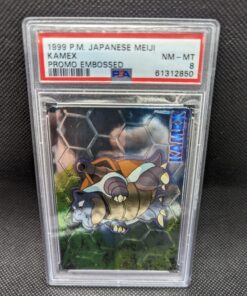 1999 P.M. JAPANESE MEIJI
KAMEX NM - MT
PROMO EMBOSSED 8
PSA 61312850
KAMEX